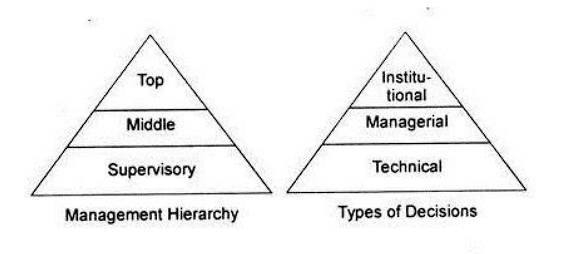 Top
Middle
Supervisory
Management Hierarchy
Institu-
tional
Managerial
Technical
Types of Decisions